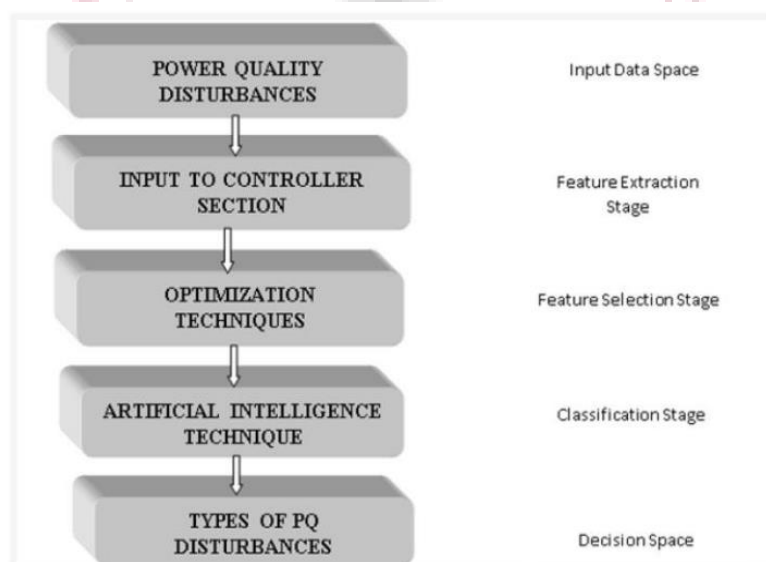 POWER QUALITY
DISTURBANCES
Input Data Space
INPUT TO CONTROLLER
SECTION
Feature Extraction
Stage
OPTIMIZATION
TECHNIQUES
Feature Selection Stage
ARTIFICIAL INTELLIGENCE
TECHNIQUE
Classification Stage
TYPES OF PQ
DISTURBANCES
Decision Space